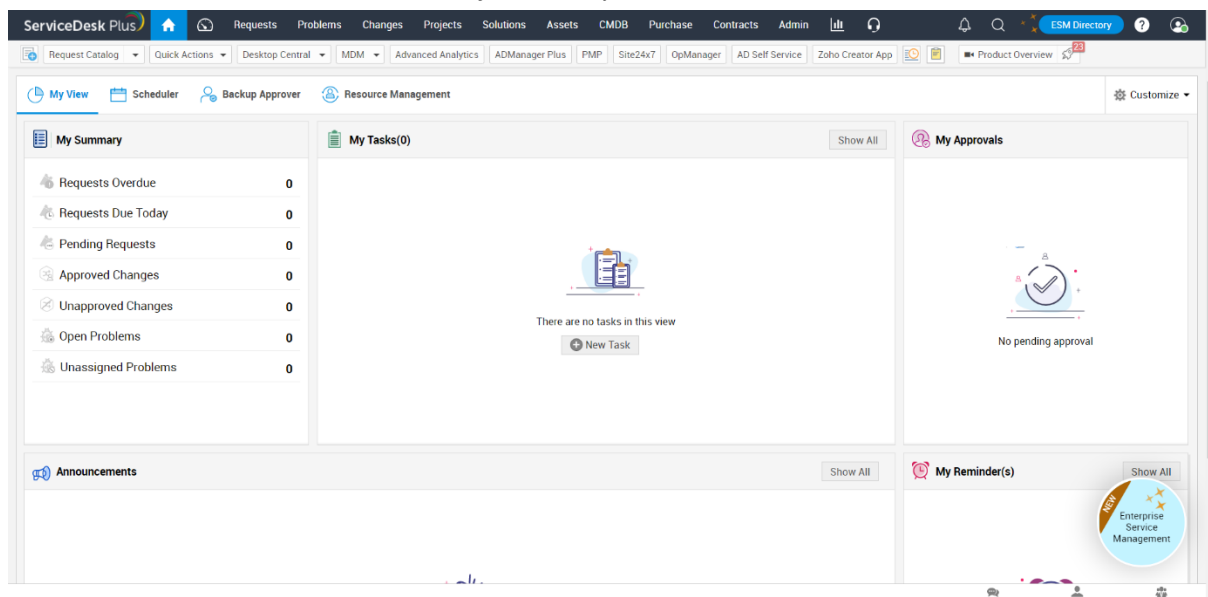 ServiceDesk Plus Requests Problems Changes Projects Solutions Assets CMDB Purchase Contracts Admin ESM Directory ?
Request Catalog Quick Actions Desktop Central MDM Advanced Analytics ADManager Plus PMP Site24x7 OpManager AD Self Service Zoho Creator App Product Overview 23
My View Scheduler Backup Approver Resource Management Customize
My Summary My Tasks(0) Show All My Approvals
Requests Overdue 0
Requests Due Today 0
Pending Requests 0
Approved Changes 0
Unapproved Changes 0
Open Problems 0
Unassigned Problems 0
There are no tasks in this view
New Task
No pending approval
Announcements Show All My Reminder(s) Show All
NEW
Enterprise
Service
Management